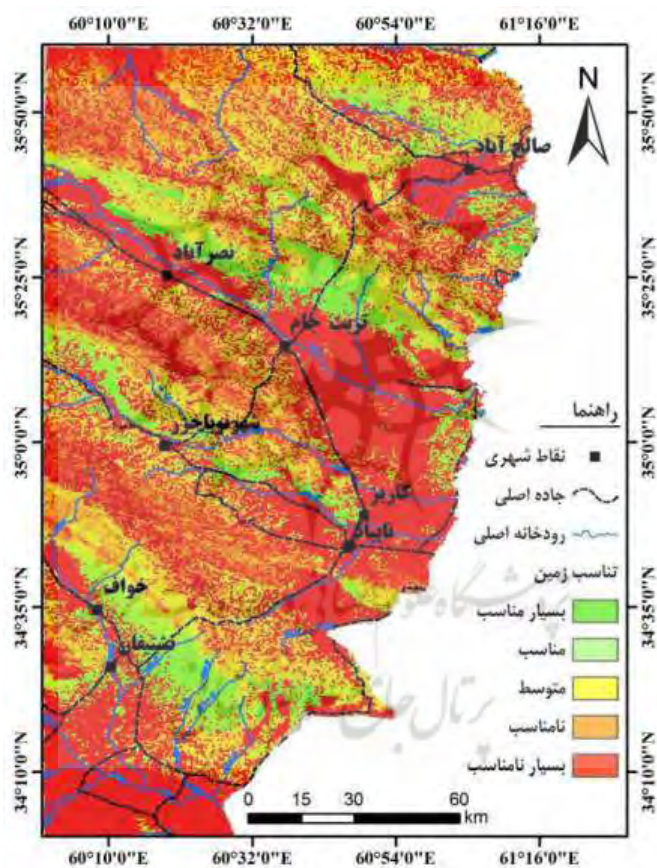 60°10'0"E 60°32'0"E 60°54'0"E 61°16'0"E
N
35°50'0"N 35°50'0"N
صالح آباد
نصرآباد
35°25'0"N 35°25'0"N
تربت جام
راهنما
شهرنوباخرز
نقاط شهری
35°0'0"N 35°0'0"N
جاده اصلی
کاریز
رودخانه اصلی
تایباد
تناسب زمین
خواف
34°35'0"N 34°35'0"N
بسیار مناسب
مناسب
نشتیفان
متوسط
پرتال جا
نامناسب
34°10'0"N 34°10'0"N
بسیار نامناسب
0 15 30 60
km
60°10'0"E 60°32'0"E 60°54'0"E 61°16'0"E